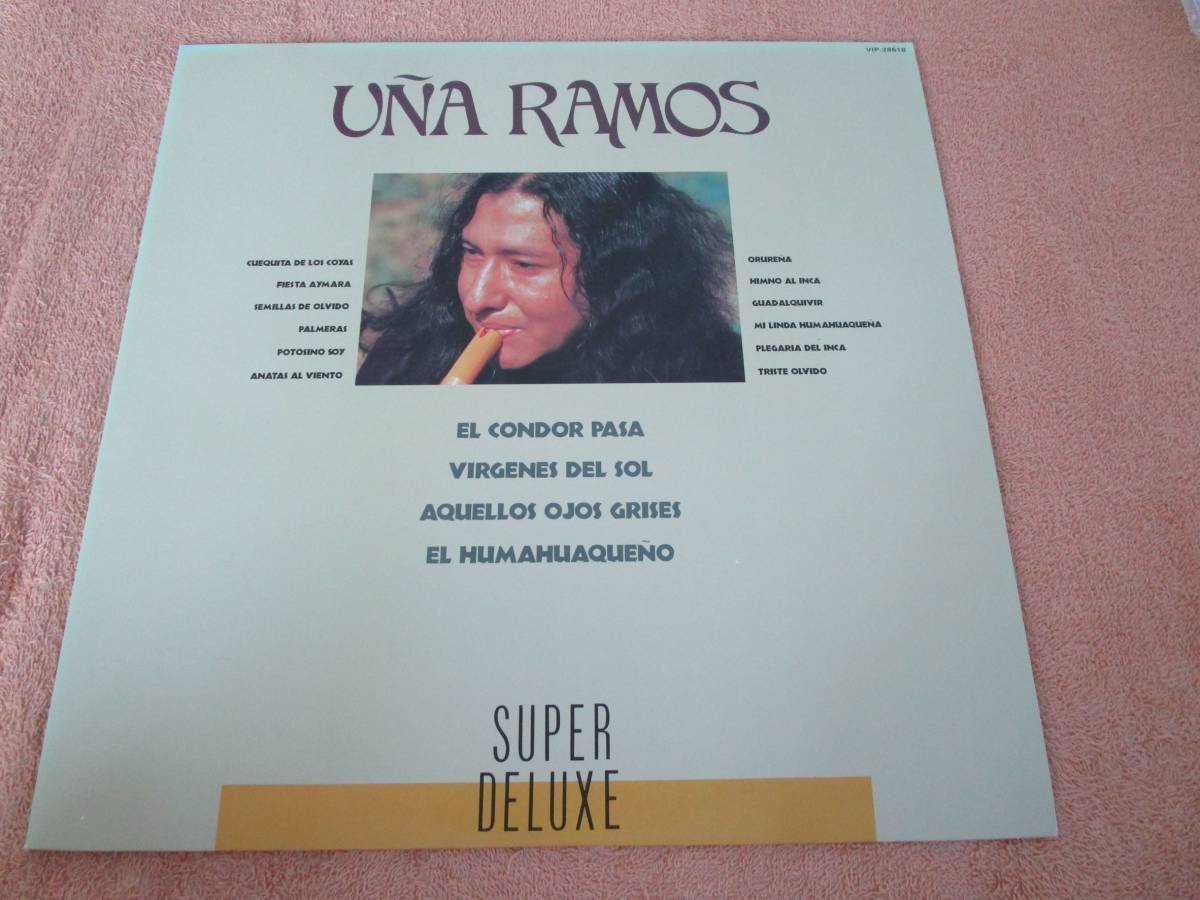 VIP-28618
UÑA RAMOS
CUEQUITA DE LOS COYAS
FIESTA AYMARA
SEMILLAS DE OLVIDO
PALMERAS
POTOSINO SOY
ANATAS AL VIENTO
ORUREÑA
HIMNO AL INCA
GUADALQUIVIR
MI LINDA HUMAHUAQUEÑA
PLEGARIA DEL INCA
TRISTE OLVIDO
EL CONDOR PASA
VIRGENES DEL SOL
AQUELLOS OJOS GRISES
EL HUMAHUAQUEÑO
SUPER
DELUXE